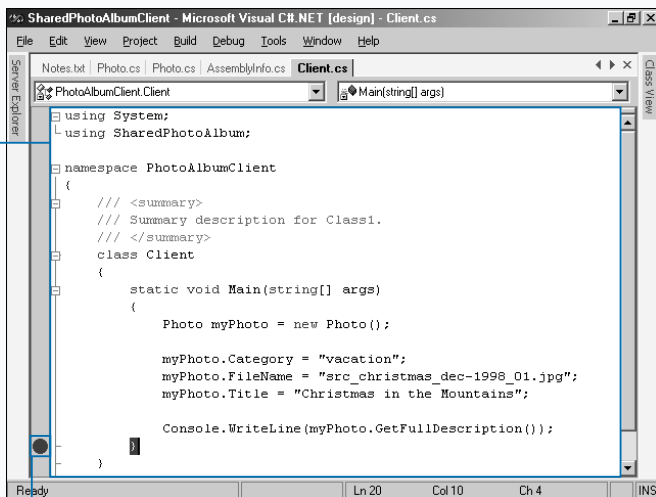 SharedPhotoAlbumClient - Microsoft Visual C#.NET [design] - Client.cs
File Edit View Project Build Debug Tools Window Help
Server Explorer
Notes.txt Photo.cs Photo.cs AssemblyInfo.cs Client.cs
Class View
PhotoAlbumClient.Client Main(string[] args)
using System;
using SharedPhotoAlbum;
namespace PhotoAlbumClient
{
/// <summary>
/// Summary description for Class1.
/// </summary>
class Client
{
static void Main(string[] args)
{
Photo myPhoto = new Photo();
myPhoto.Category = "vacation";
myPhoto.FileName = "src_christmas_dec-1998_01.jpg";
myPhoto.Title = "Christmas in the Mountains";
Console.WriteLine(myPhoto.GetFullDescription());
}
}
Ready Ln 20 Col 10 Ch 4 INS